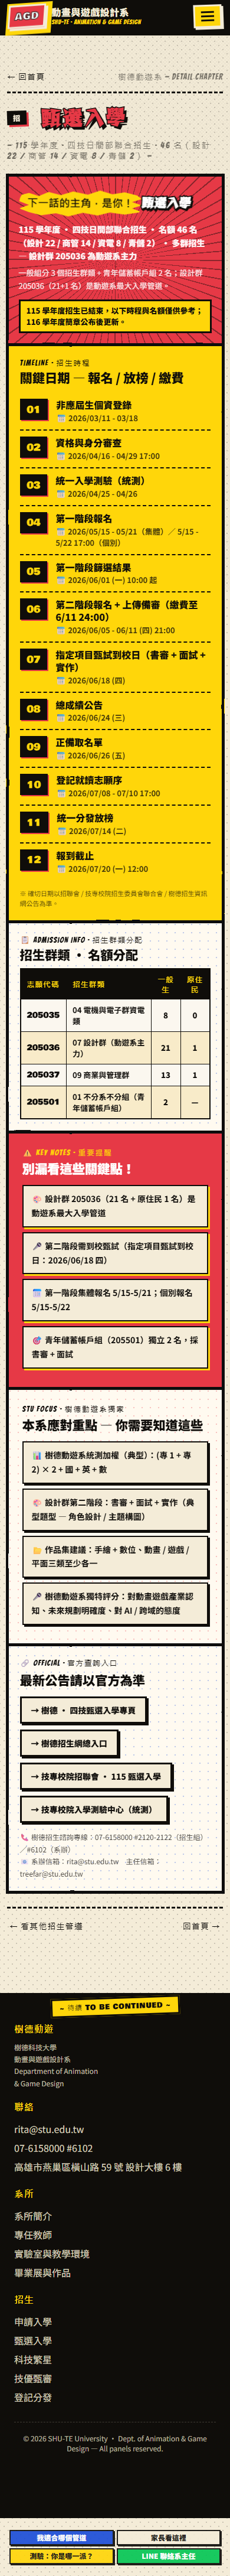 AGD
動畫與遊戲設計系
SHU-TE · ANIMATION & GAME DESIGN
← 回首頁
樹德動遊系 — DETAIL CHAPTER
招
甄選入學
— 115 學年度・四技日間部聯合招生・46 名（設計
22 / 商管 14 / 資電 8 / 青儲 2） —
下一話的主角，是你！
甄選入學
115 學年度 • 四技日間部聯合招生 • 名額 46 名
（設計 22 / 商管 14 / 資電 8 / 青儲 2） • 多群招生
— 設計群 205036 為動遊系主力
一般組分 3 個招生群類 + 青年儲蓄帳戶組 2 名；設計群
205036（21+1 名）是動遊系最大入學管道。
115 學年度招生已結束，以下時程與名額僅供參考；
116 學年度簡章公布後更新。
TIMELINE · 招生時程
關鍵日期 — 報名 / 放榜 / 繳費
01
非應屆生個資登錄
2026/03/11 - 03/18
02
資格與身分審查
2026/04/16 - 04/29 17:00
03
統一入學測驗（統測）
2026/04/25 - 04/26
04
第一階段報名
2026/05/15 - 05/21（集體）／ 5/15 -
5/22 17:00（個別）
05
第一階段篩選結果
2026/06/01 (一) 10:00 起
06
第二階段報名 + 上傳備審（繳費至
6/11 24:00）
2026/06/05 - 06/11 (四) 21:00
07
指定項目甄試到校日（書審 + 面試 +
實作）
2026/06/18 (四)
08
總成績公告
2026/06/24 (三)
09
正備取名單
2026/06/26 (五)
10
登記就讀志願序
2026/07/08 - 07/10 17:00
11
統一分發放榜
2026/07/14 (二)
12
報到截止
2026/07/20 (一) 12:00
※ 確切日期以招聯會 / 技專校院招生委員會聯合會 / 樹德招生資訊
網公告為準。
ADMISSION INFO · 招生群類分配
招生群類 • 名額分配
志願代碼 招生群類 一般生 原住民
205035 04 電機與電子群資電類 8 0
205036 07 設計群（動遊系主力） 21 1
205037 09 商業與管理群 13 1
205501 01 不分系不分組（青年儲蓄帳戶組） 2 —
KEY NOTES · 重要提醒
別漏看這些關鍵點！
設計群 205036（21 名 + 原住民 1 名）是
動遊系最大入學管道
第二階段需到校甄試（指定項目甄試到校
日：2026/06/18 四）
第一階段集體報名 5/15-5/21；個別報名
5/15-5/22
青年儲蓄帳戶組（205501）獨立 2 名，採
書審 + 面試
STU FOCUS · 樹德動遊系獨家
本系應對重點 — 你需要知道這些
樹德動遊系統測加權（典型）：(專 1 + 專
2) × 2 + 國 + 英 + 數
設計群第二階段：書審 + 面試 + 實作（典
型題型 — 角色設計 / 主題構圖）
作品集建議：手繪 + 數位、動畫 / 遊戲 /
平面三類至少各一
樹德動遊系獨特評分：對動畫遊戲產業認
知、未來規劃明確度、對 AI / 跨域的態度
OFFICIAL · 官方查詢入口
最新公告請以官方為準
→ 樹德 • 四技甄選入學專頁
→ 樹德招生網總入口
→ 技專校院招聯會 • 115 甄選入學
→ 技專校院入學測驗中心（統測）
樹德招生諮詢專線：07-6158000 #2120-2122（招生組）
／#6102（系辦）
系辦信箱：rita@stu.edu.tw 主任信箱：
treefar@stu.edu.tw
← 看其他招生管道
回首頁 →
~ 待續 TO BE CONTINUED ~
樹德動遊
樹德科技大學
動畫與遊戲設計系
Department of Animation
& Game Design
聯絡
rita@stu.edu.tw
07-6158000 #6102
高雄市燕巢區橫山路 59 號 設計大樓 6 樓
系所
系所簡介
專任教師
實驗室與教學環境
畢業展與作品
招生
申請入學
甄選入學
科技繁星
技優甄審
登記分發
© 2026 SHU-TE University • Dept. of Animation & Game
Design — All panels reserved.
我適合哪個管道
家長看這裡
測驗：你是哪一派？
LINE 聯絡系主任